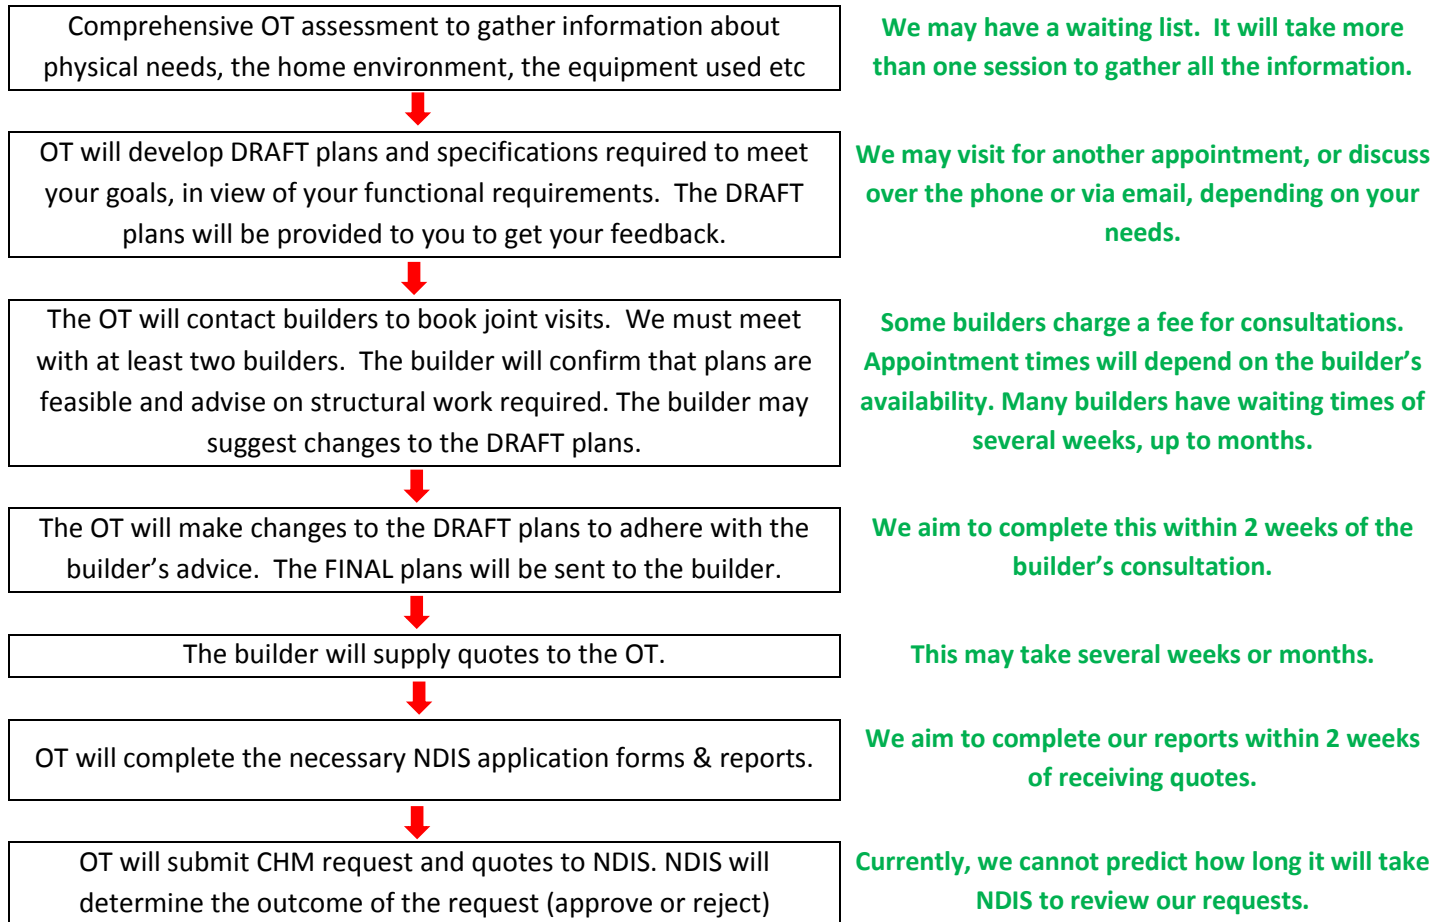 Comprehensive OT assessment to gather information about
physical needs, the home environment, the equipment used etc
We may have a waiting list.  It will take more
than one session to gather all the information.
OT will develop DRAFT plans and specifications required to meet
your goals, in view of your functional requirements.  The DRAFT
plans will be provided to you to get your feedback.
We may visit for another appointment, or discuss
over the phone or via email, depending on your
needs.
The OT will contact builders to book joint visits.  We must meet
with at least two builders.  The builder will confirm that plans are
feasible and advise on structural work required. The builder may
suggest changes to the DRAFT plans.
Some builders charge a fee for consultations.
Appointment times will depend on the builder’s
availability. Many builders have waiting times of
several weeks, up to months.
The OT will make changes to the DRAFT plans to adhere with the
builder’s advice.  The FINAL plans will be sent to the builder.
We aim to complete this within 2 weeks of the
builder’s consultation.
The builder will supply quotes to the OT.
This may take several weeks or months.
OT will complete the necessary NDIS application forms & reports.
We aim to complete our reports within 2 weeks
of receiving quotes.
OT will submit CHM request and quotes to NDIS. NDIS will
determine the outcome of the request (approve or reject)
Currently, we cannot predict how long it will take
NDIS to review our requests.